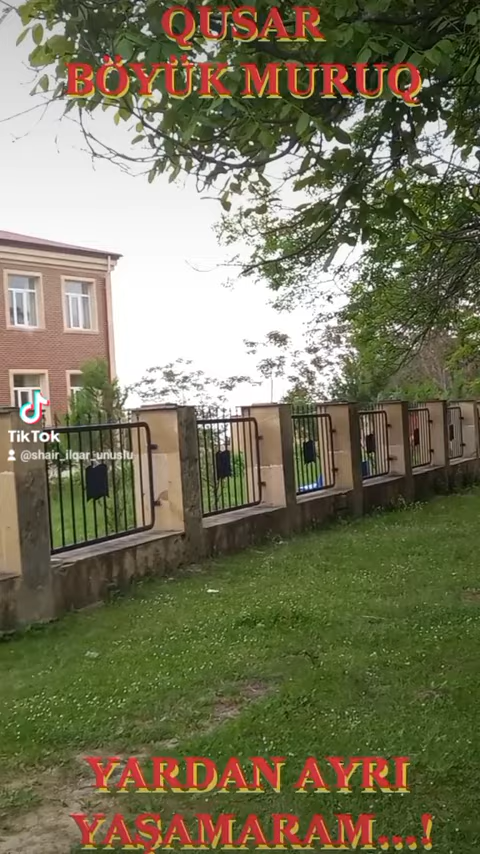 QUSAR
BÖYÜK MURUQ
TikTok
@shair_ilqar_unuslu
YARDAN AYRI
YAŞAMARAM...!